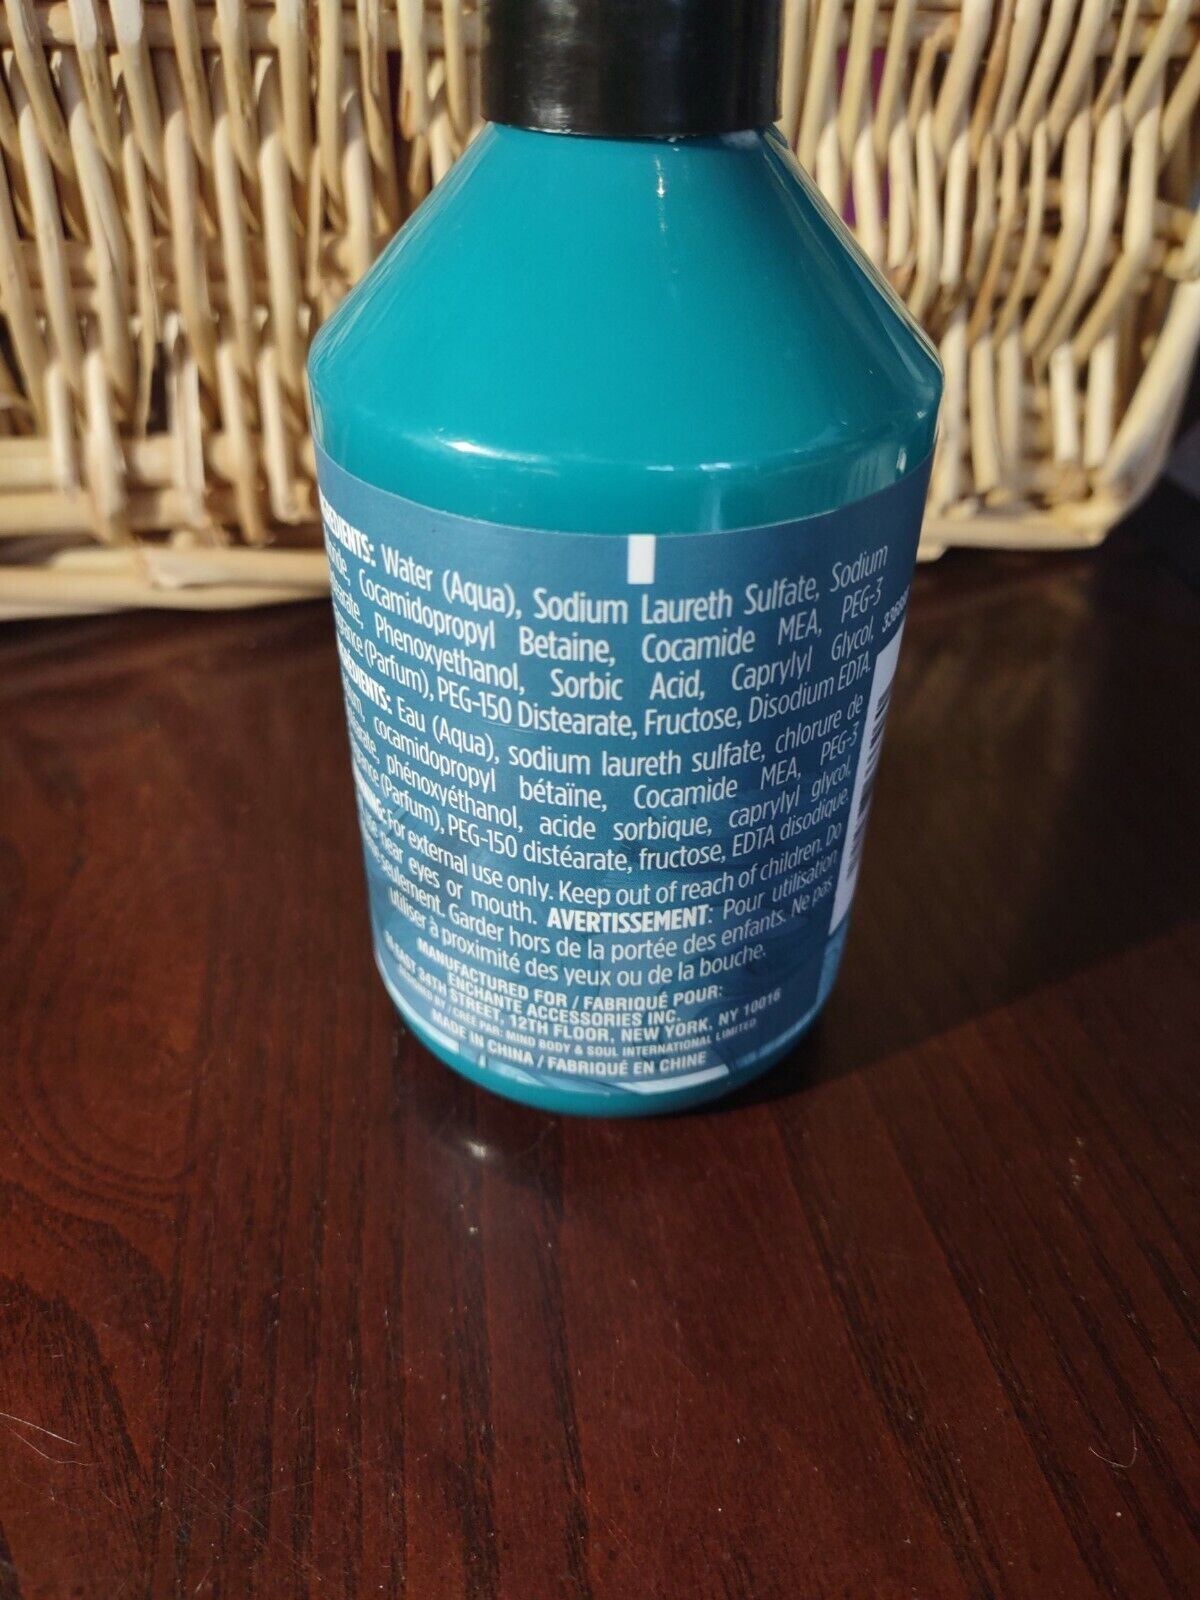 INGREDIENTS: Water (Aqua), Sodium Laureth Sulfate, Sodium
Cocamidopropyl Betaine, Cocamide MEA, PEG-3
Phenoxyethanol, Sorbic Acid, Caprylyl Glycol,
(Parfum), PEG-150 Distearate, Fructose, Disodium EDTA.
Eau (Aqua), sodium laureth sulfate, chlorure de
cocamidopropyl bétaïne, Cocamide MEA, PEG-3
phénoxyéthanol, acide sorbique, caprylyl glycol,
(Parfum), PEG-150 distéarate, fructose, EDTA disodique.
For external use only. Keep out of reach of children. Do
near eyes or mouth. AVERTISSEMENT: Pour utilisation
seulement. Garder hors de la portée des enfants. Ne pas
utiliser à proximité des yeux ou de la bouche.
MANUFACTURED FOR / FABRIQUÉ POUR:
ENCHANTE ACCESSORIES INC.
EAST 34TH STREET, 12TH FLOOR, NEW YORK, NY 10016
BY / CRÉÉ PAR: MIND BODY & SOUL INTERNATIONAL LIMITED
MADE IN CHINA / FABRIQUÉ EN CHINE